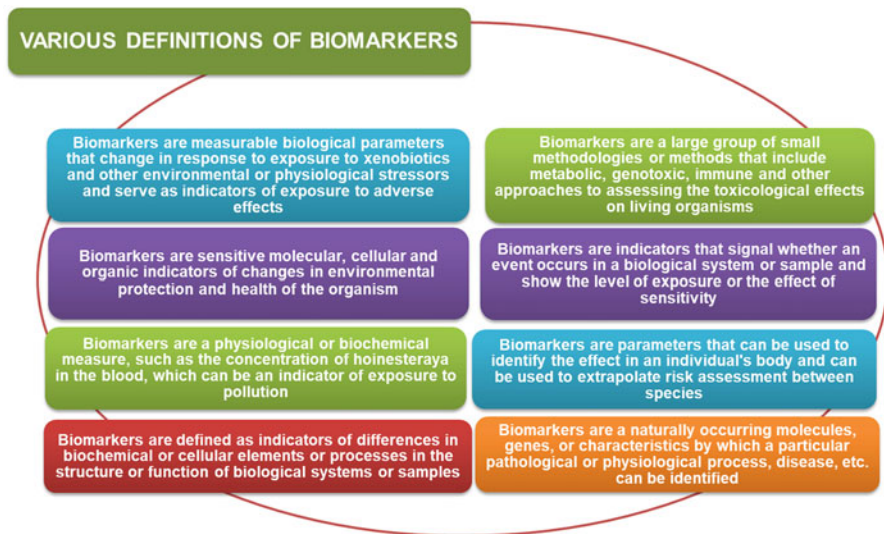 VARIOUS DEFINITIONS OF BIOMARKERS
Biomarkers are measurable biological parameters
that change in response to exposure to xenobiotics
and other environmental or physiological stressors
and serve as indicators of exposure to adverse
effects
Biomarkers are a large group of small
methodologies or methods that include
metabolic, genotoxic, immune and other
approaches to assessing the toxicological effects
on living organisms
Biomarkers are sensitive molecular, cellular and
organic indicators of changes in environmental
protection and health of the organism
Biomarkers are indicators that signal whether an
event occurs in a biological system or sample and
show the level of exposure or the effect of
sensitivity
Biomarkers are a physiological or biochemical
measure, such as the concentration of hoinesteraya
in the blood, which can be an indicator of exposure to
pollution
Biomarkers are parameters that can be used to
identify the effect in an individual's body and can
be used to extrapolate risk assessment between
species
Biomarkers are defined as indicators of differences in
biochemical or cellular elements or processes in the
structure or function of biological systems or samples
Biomarkers are a naturally occurring molecules,
genes, or characteristics by which a particular
pathological or physiological process, disease, etc.
can be identified